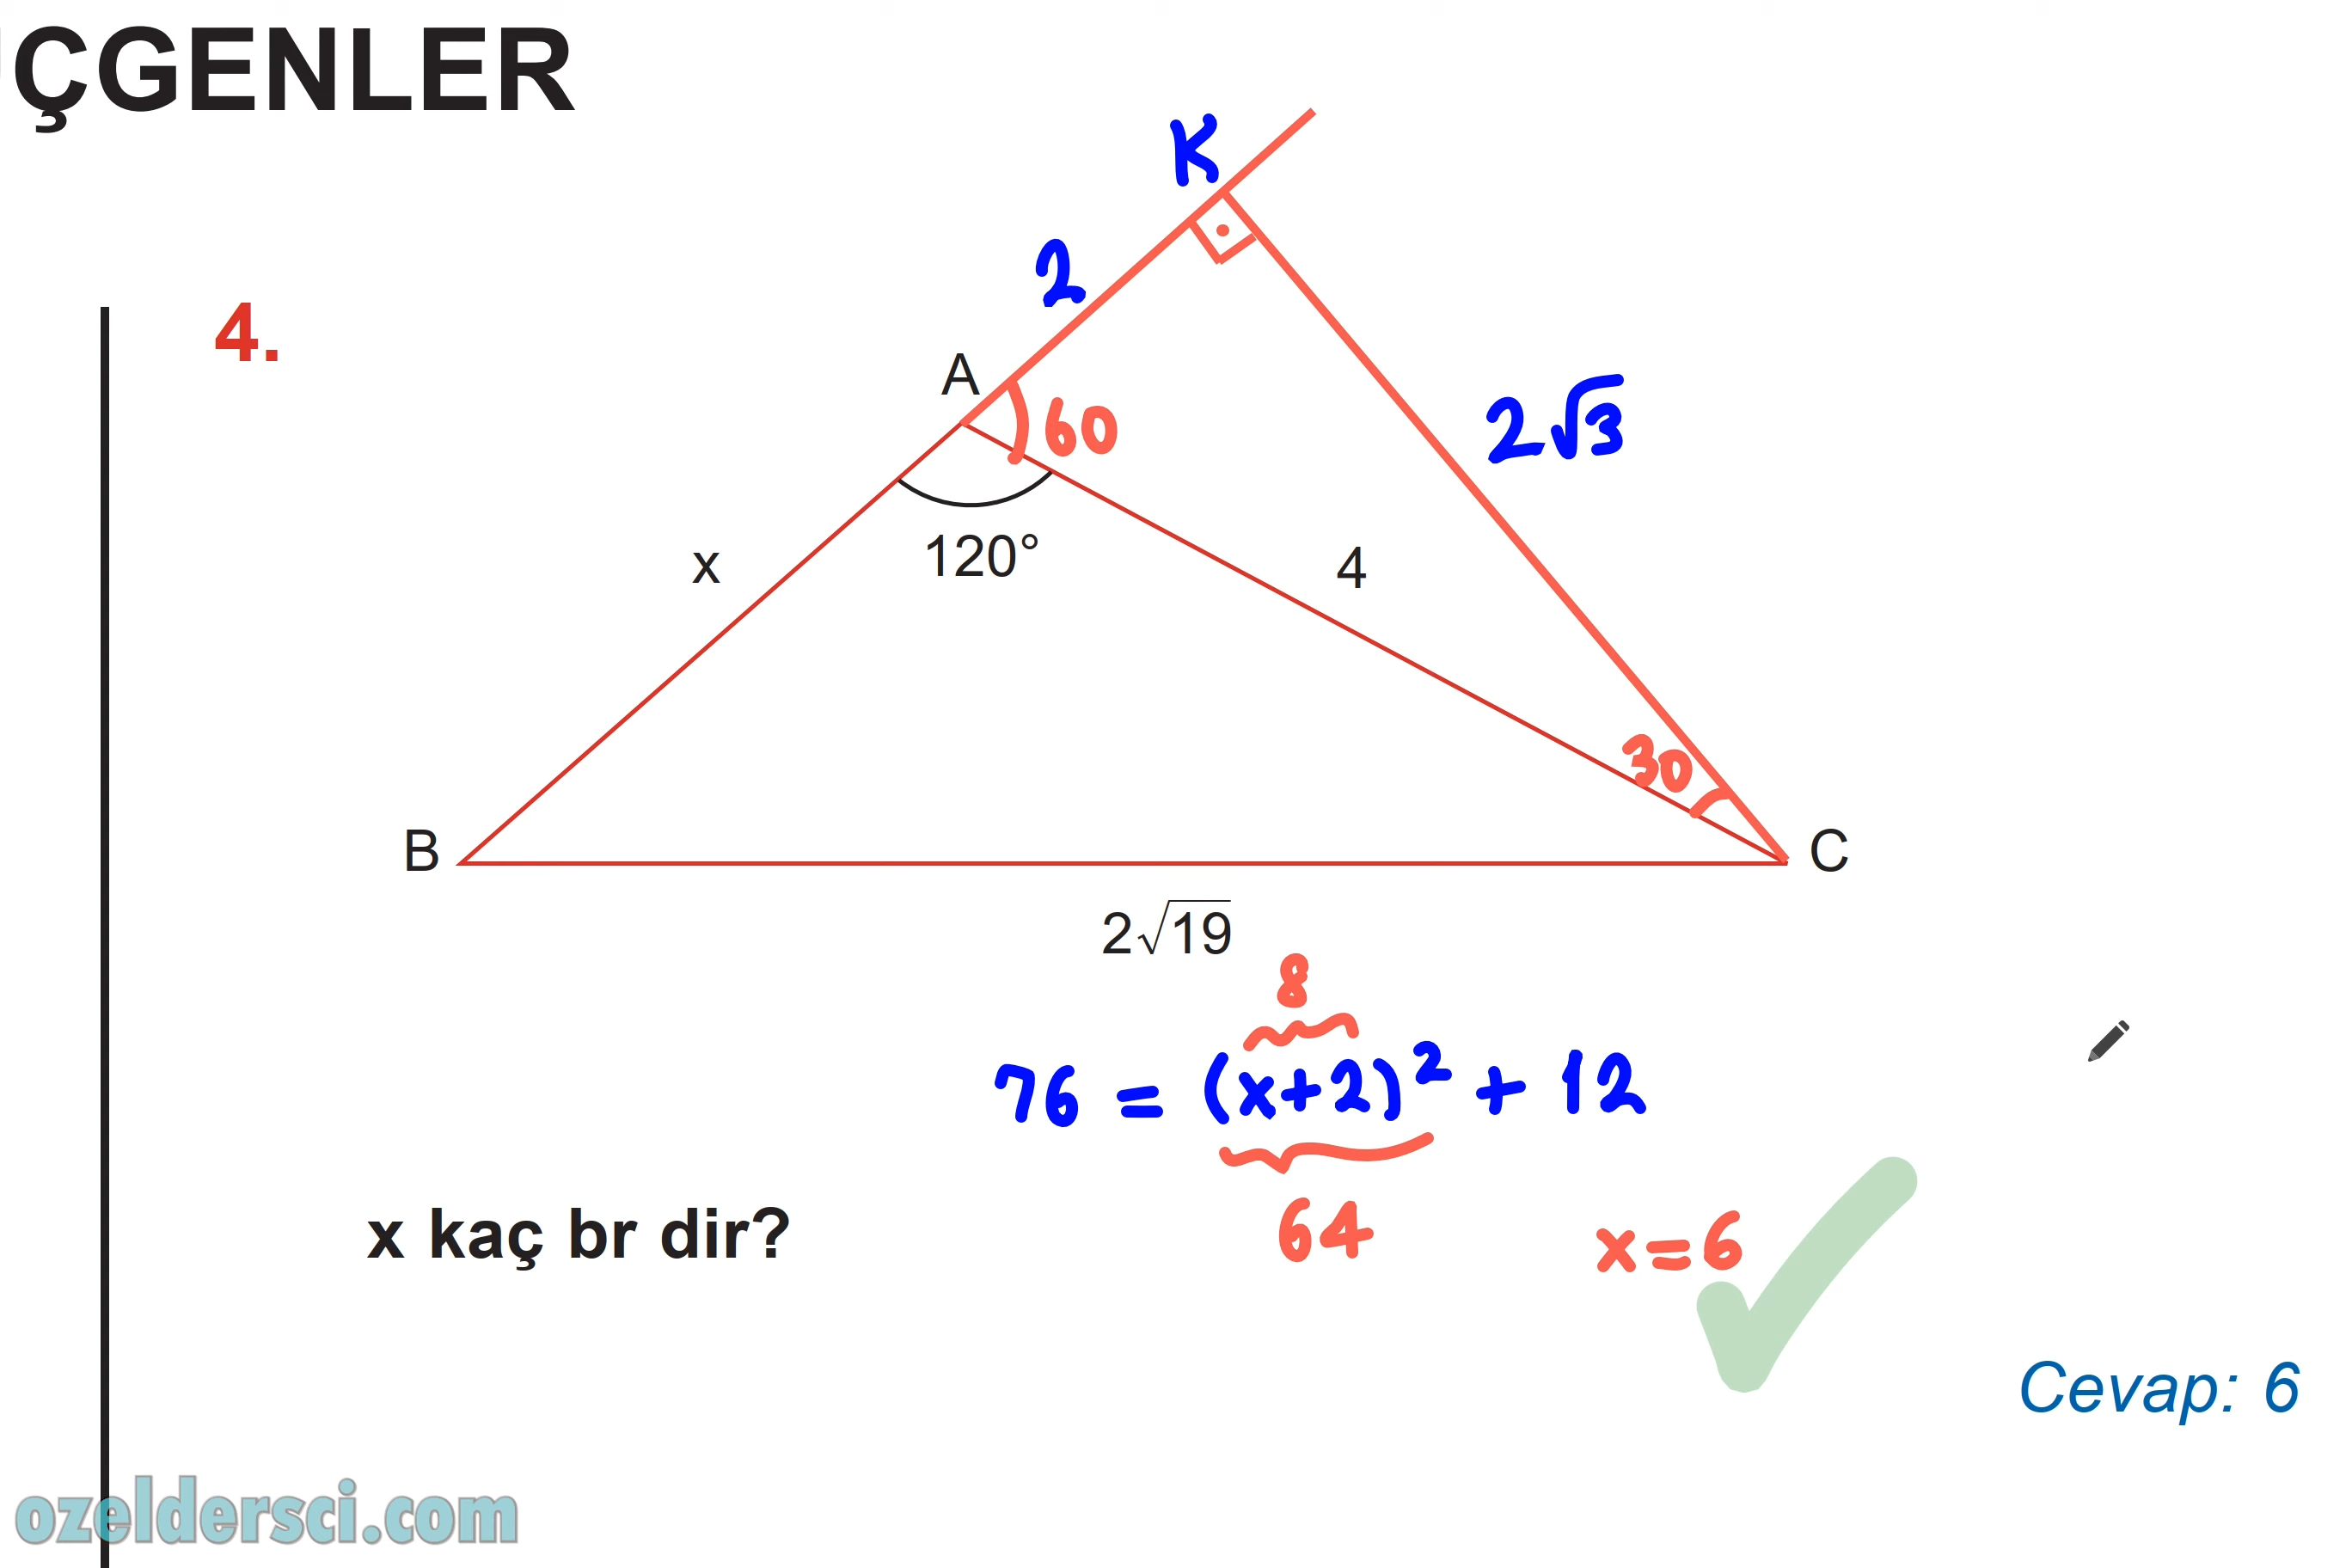 ÇGENLER
4.
K
2
A
60
2√3
x
120°
4
30
B
C
2√19
8
76 = (x+2)² + 12
64
x kaç br dir?
x=6
Cevap: 6
ozeldersci.com